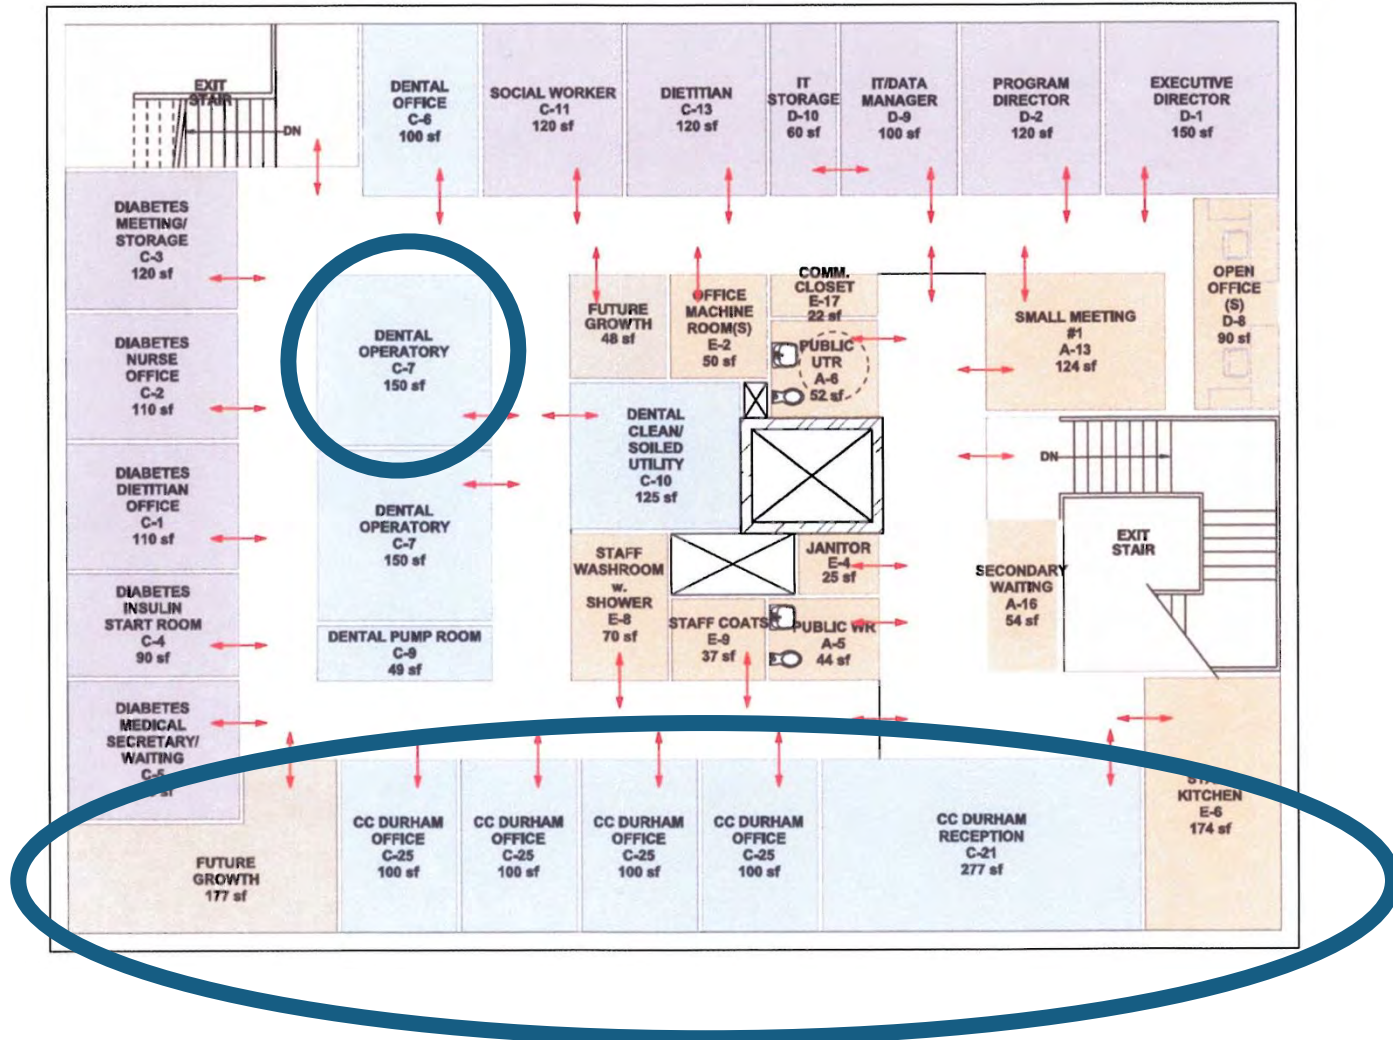 EXIT
STAIR
DN
DENTAL
OFFICE
C-6
100 sf
SOCIAL WORKER
C-11
120 sf
DIETITIAN
C-13
120 sf
IT
STORAGE
D-10
60 sf
IT/DATA
MANAGER
D-9
100 sf
PROGRAM
DIRECTOR
D-2
120 sf
EXECUTIVE
DIRECTOR
D-1
150 sf
DIABETES
MEETING/
STORAGE
C-3
120 sf
DENTAL
OPERATORY
C-7
150 sf
FUTURE
GROWTH
48 sf
OFFICE
MACHINE
ROOM(S)
E-2
50 sf
COMM.
CLOSET
E-17
22 sf
PUBLIC
UTR
A-6
52 sf
SMALL MEETING
#1
A-13
124 sf
OPEN
OFFICE
(S)
D-8
90 sf
DIABETES
NURSE
OFFICE
C-2
110 sf
DENTAL
CLEAN/
SOILED
UTILITY
C-10
125 sf
DN
EXIT
STAIR
DIABETES
DIETITIAN
OFFICE
C-1
110 sf
DENTAL
OPERATORY
C-7
150 sf
STAFF
WASHROOM
w.
SHOWER
E-8
70 sf
JANITOR
E-4
25 sf
SECONDARY
WAITING
A-16
54 sf
DIABETES
INSULIN
START ROOM
C-4
90 sf
DENTAL PUMP ROOM
C-9
49 sf
STAFF COATS
E-9
37 sf
PUBLIC WR
A-5
44 sf
DIABETES
MEDICAL
SECRETARY/
WAITING
C-5
sf
FUTURE
GROWTH
177 sf
CC DURHAM
OFFICE
C-25
100 sf
CC DURHAM
OFFICE
C-25
100 sf
CC DURHAM
OFFICE
C-25
100 sf
CC DURHAM
OFFICE
C-25
100 sf
CC DURHAM
RECEPTION
C-21
277 sf
KITCHEN
E-6
174 sf